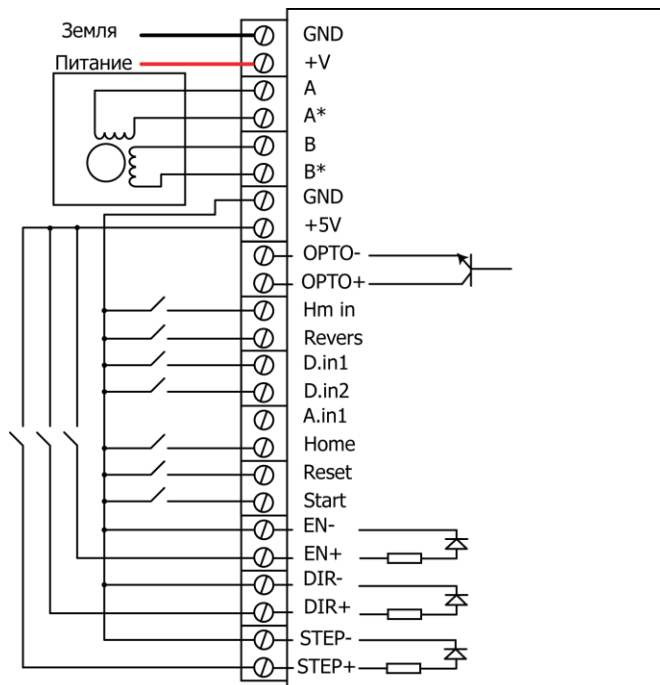 Земля
GND
Питание
+V
A
A*
B
B*
GND
+5V
OPTO-
OPTO+
Hm in
Revers
D.in1
D.in2
A.in1
Home
Reset
Start
EN-
EN+
DIR-
DIR+
STEP-
STEP+